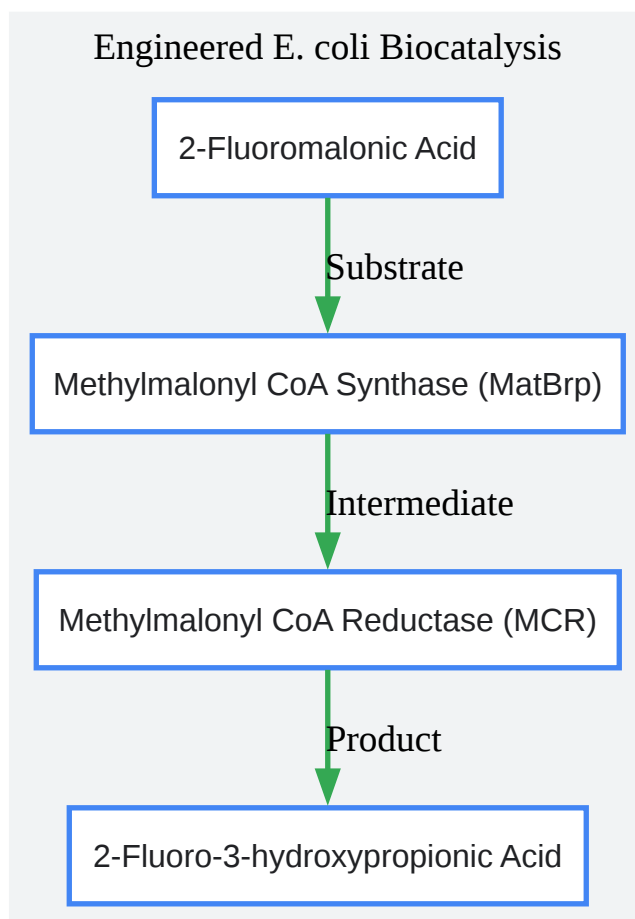 Engineered E. coli Biocatalysis
2-Fluoromalonic Acid
Substrate
Methylmalonyl CoA Synthase (MatBrp)
Intermediate
Methylmalonyl CoA Reductase (MCR)
Product
2-Fluoro-3-hydroxypropionic Acid